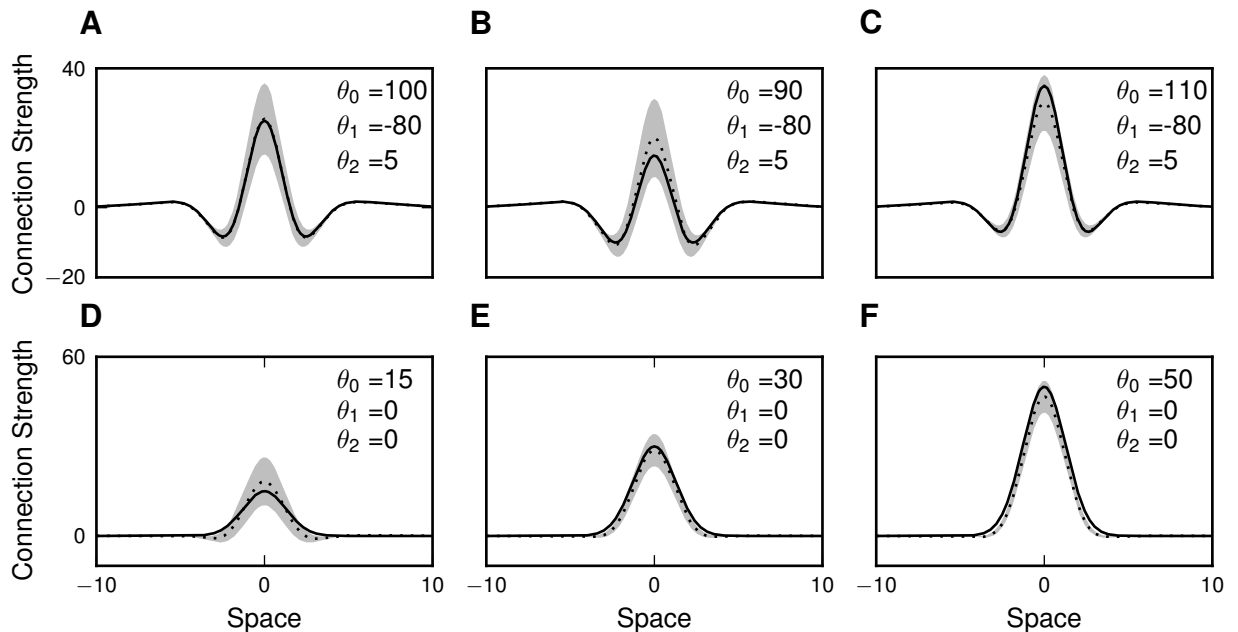 A
B
C
Connection Strength
40
0
−20
θ0 =100
θ1 =-80
θ2 =5
θ0 =90
θ1 =-80
θ2 =5
θ0 =110
θ1 =-80
θ2 =5
D
E
F
Connection Strength
60
0
θ0 =15
θ1 =0
θ2 =0
θ0 =30
θ1 =0
θ2 =0
θ0 =50
θ1 =0
θ2 =0
−10 0 10
−10 0 10
−10 0 10
Space
Space
Space